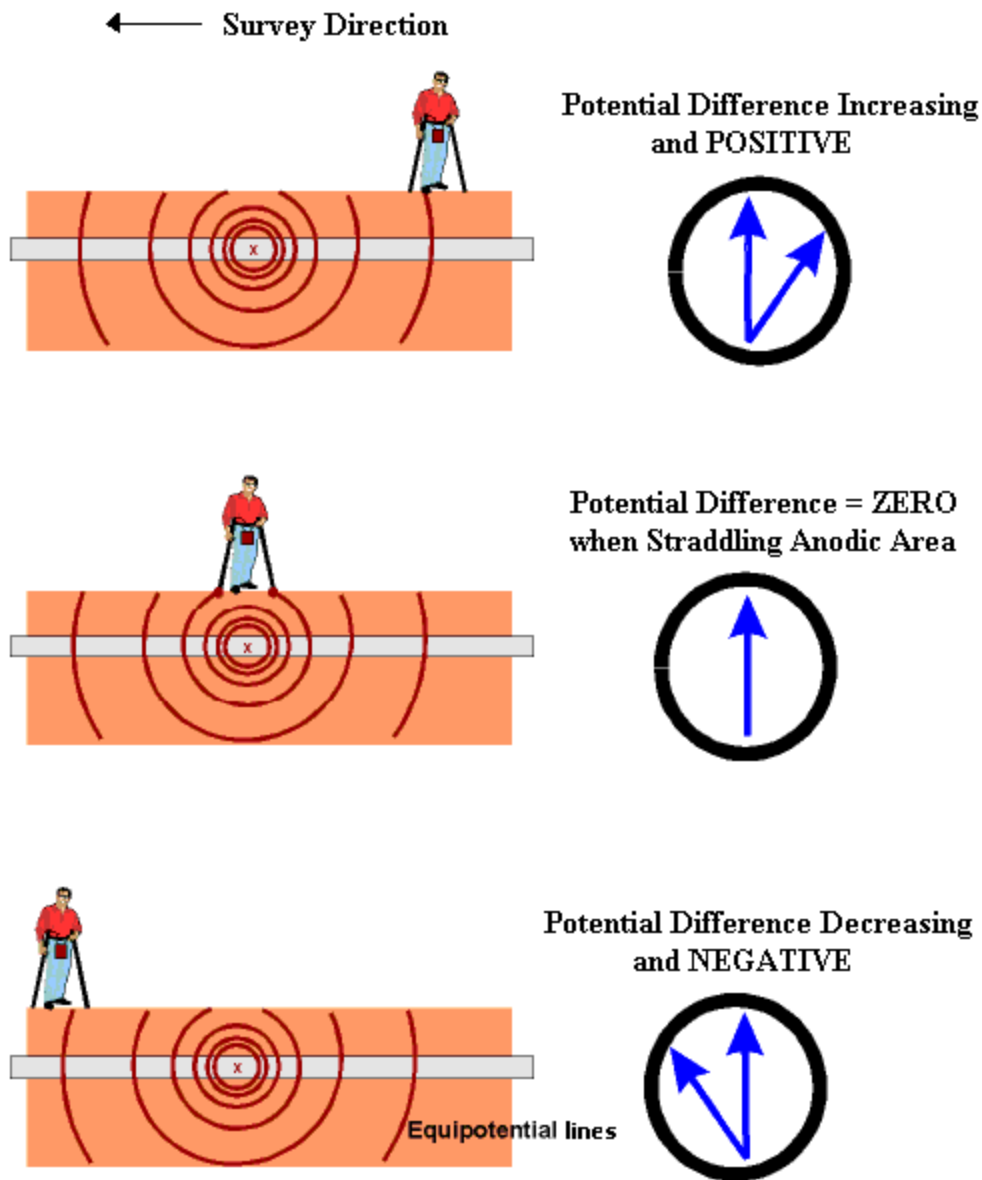 Survey Direction
Potential Difference Increasing
and POSITIVE
x
Potential Difference = ZERO
when Straddling Anodic Area
x
Potential Difference Decreasing
and NEGATIVE
x
Equipotential lines